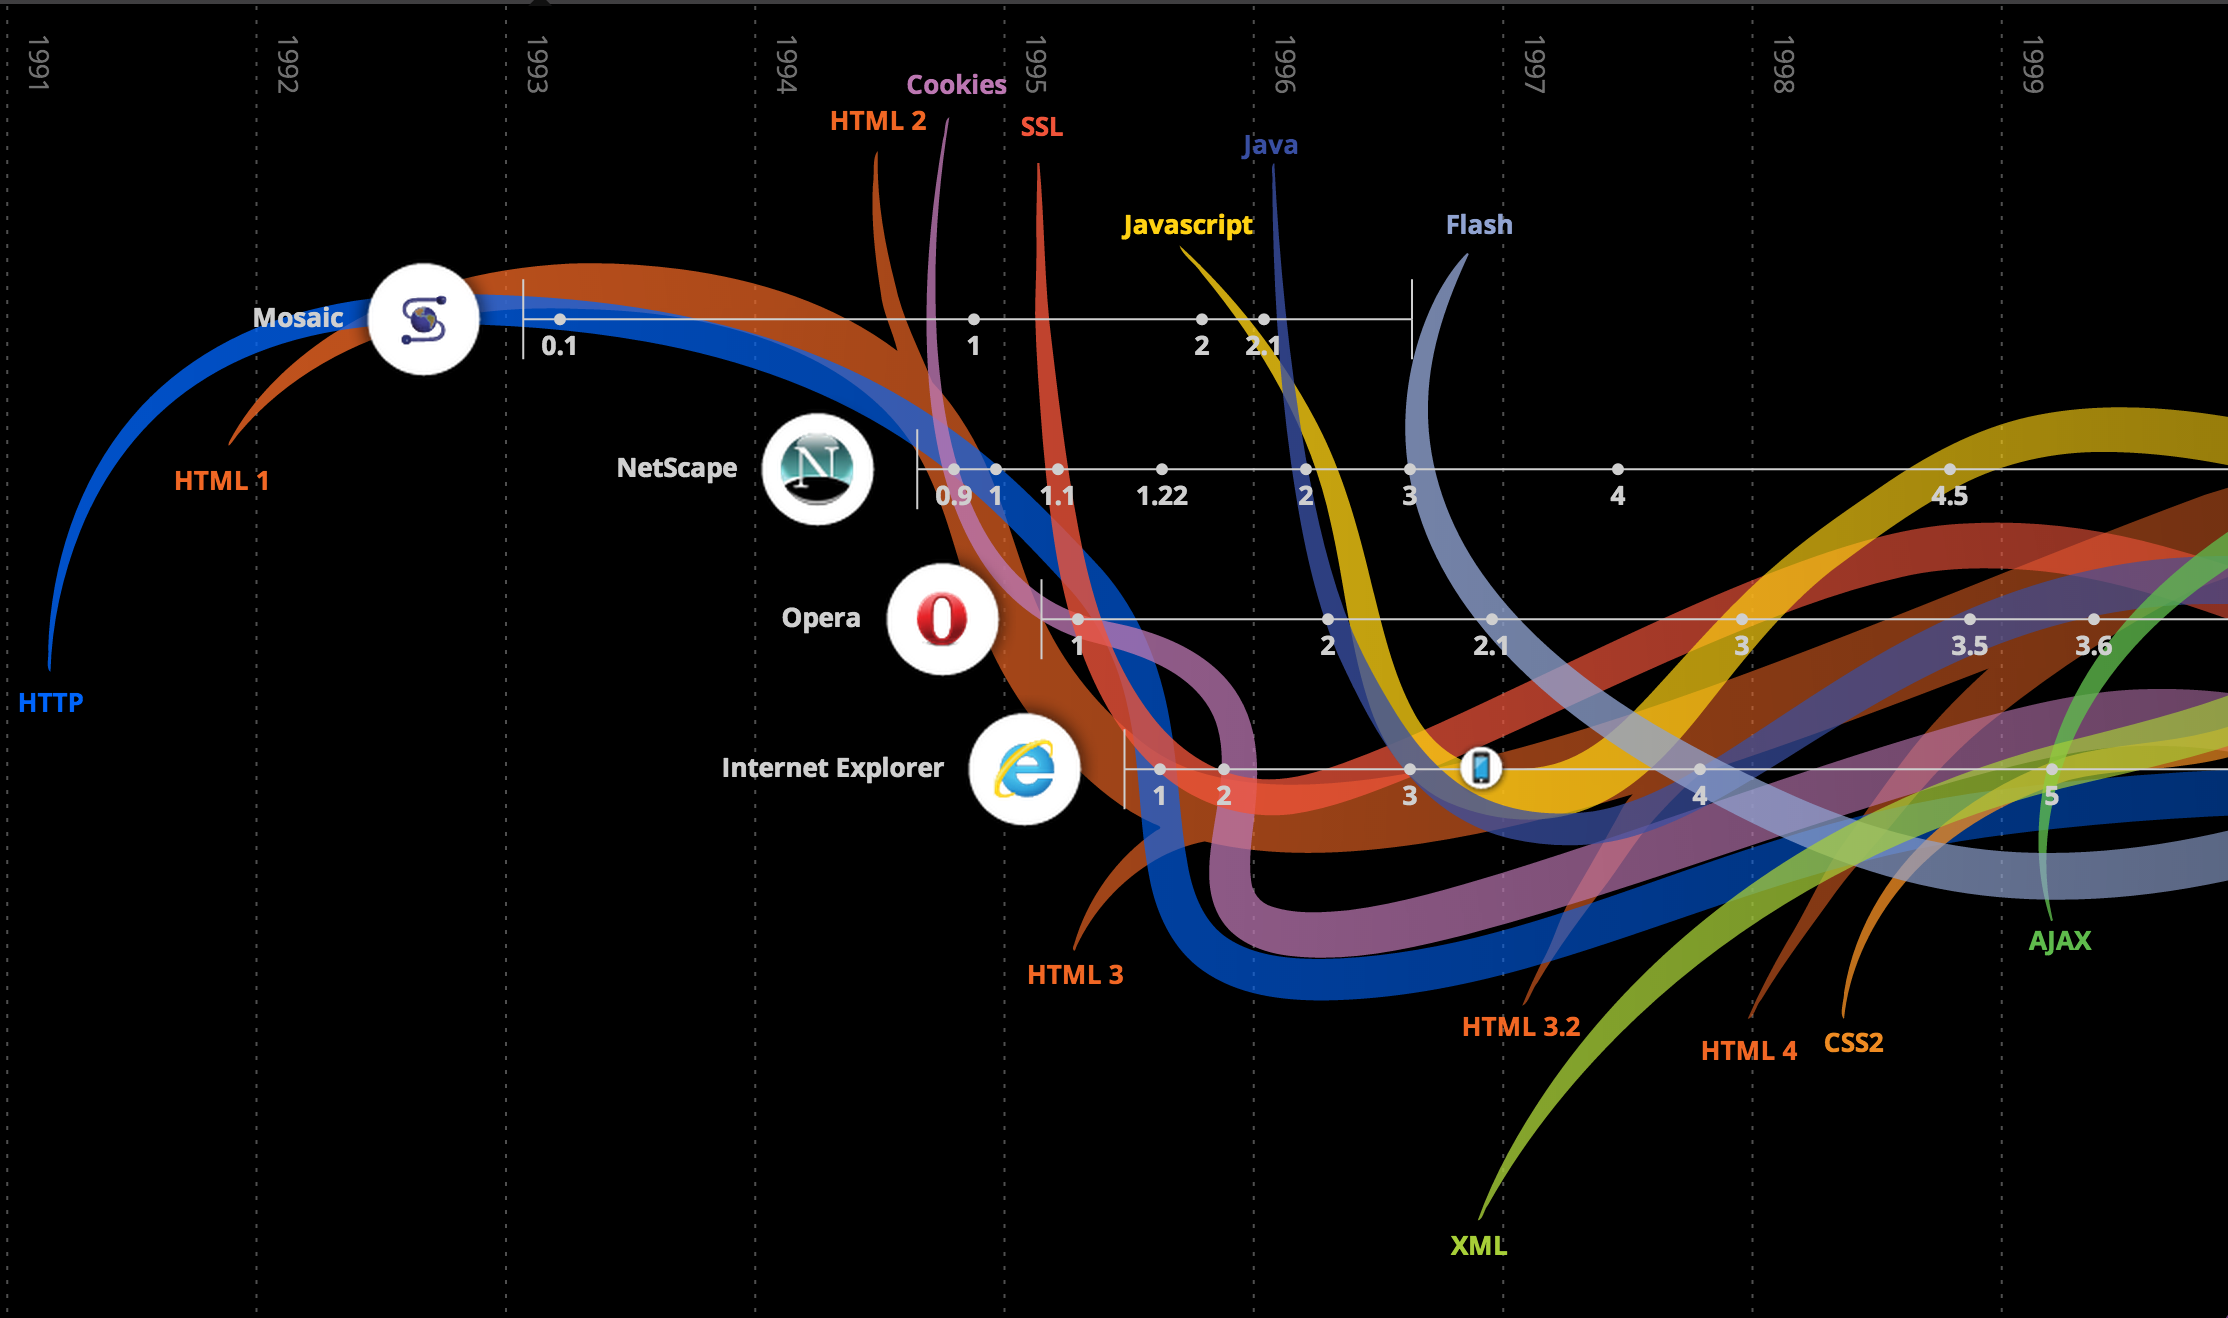 1991
1992
1993
1994
1995
1996
1997
1998
1999
Cookies
HTML 2
SSL
Java
Javascript
Flash
Mosaic
0.1
1
2
2.1
HTML 1
NetScape
N
0.9
1
1.1
1.22
2
3
4
4.5
Opera
1
2
2.1
3
3.5
3.6
HTTP
Internet Explorer
1
2
3
4
5
HTML 3
HTML 3.2
HTML 4
CSS2
AJAX
XML